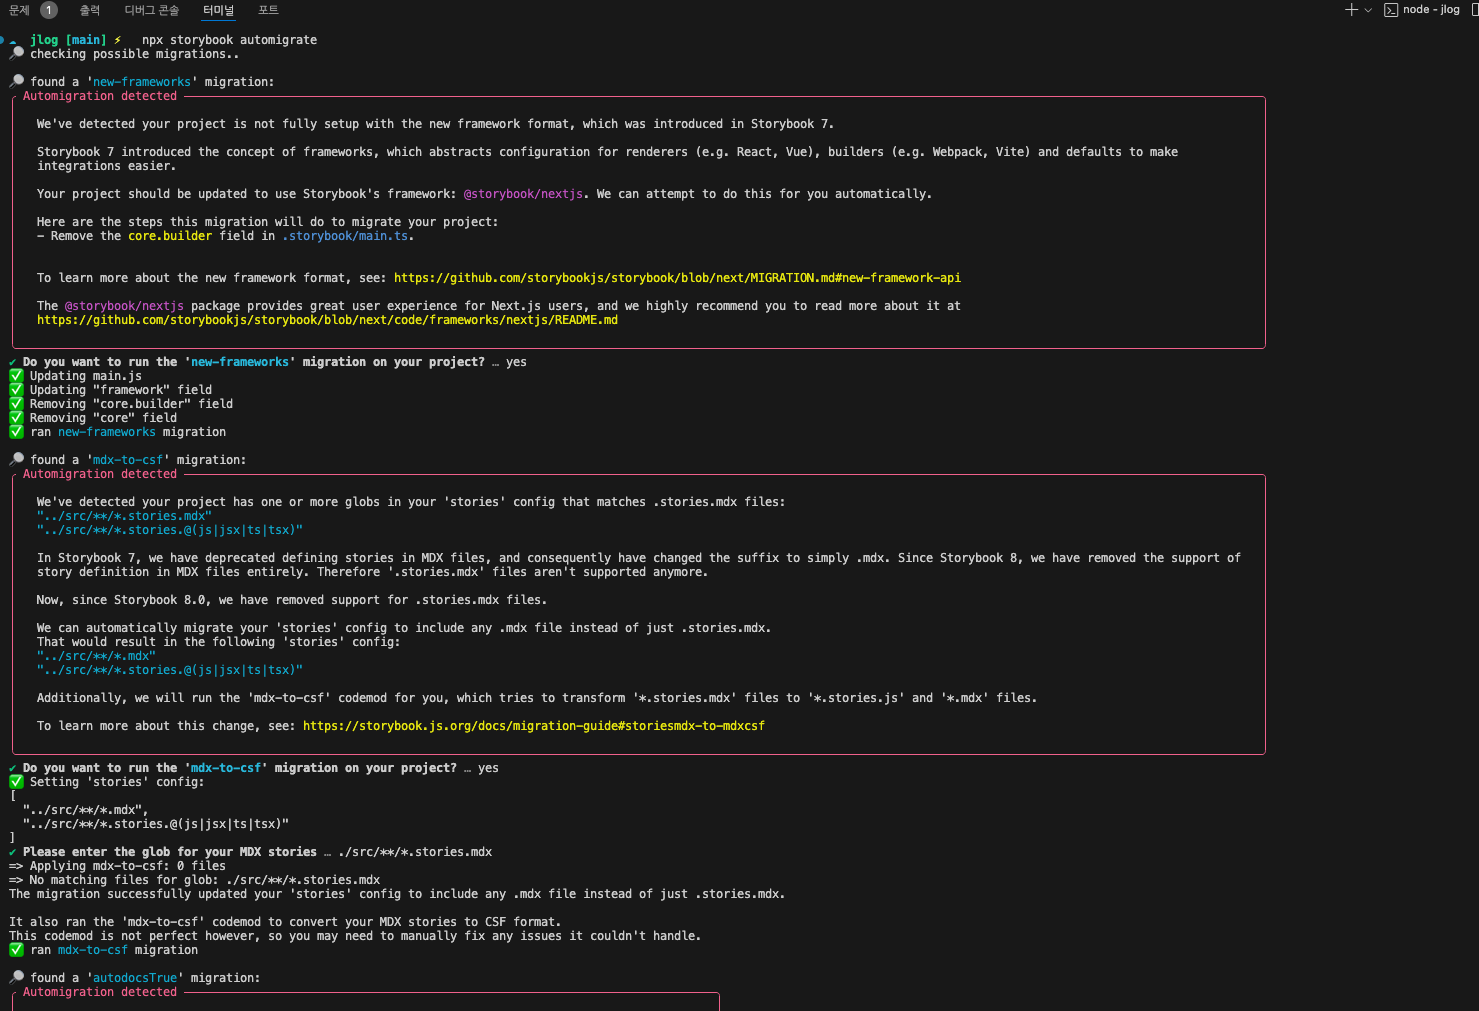 문제 1 출력 디버그 콘솔 터미널 포트 node - jlog
jlog [main] ⚡ npx storybook automigrate
🔎 checking possible migrations..
🔎 found a 'new-frameworks' migration:
Automigration detected
We've detected your project is not fully setup with the new framework format, which was introduced in Storybook 7.
Storybook 7 introduced the concept of frameworks, which abstracts configuration for renderers (e.g. React, Vue), builders (e.g. Webpack, Vite) and defaults to make
integrations easier.
Your project should be updated to use Storybook's framework: @storybook/nextjs. We can attempt to do this for you automatically.
Here are the steps this migration will do to migrate your project:
- Remove the core.builder field in .storybook/main.ts.
To learn more about the new framework format, see: https://github.com/storybookjs/storybook/blob/next/MIGRATION.md#new-framework-api
The @storybook/nextjs package provides great user experience for Next.js users, and we highly recommend you to read more about it at
https://github.com/storybookjs/storybook/blob/next/code/frameworks/nextjs/README.md
✔ Do you want to run the 'new-frameworks' migration on your project? … yes
✅ Updating main.js
✅ Updating "framework" field
✅ Removing "core.builder" field
✅ Removing "core" field
✅ ran new-frameworks migration
🔎 found a 'mdx-to-csf' migration:
Automigration detected
We've detected your project has one or more globs in your 'stories' config that matches .stories.mdx files:
"../src/**/*.stories.mdx"
"../src/**/*.stories.@(js|jsx|ts|tsx)"
In Storybook 7, we have deprecated defining stories in MDX files, and consequently have changed the suffix to simply .mdx. Since Storybook 8, we have removed the support of
story definition in MDX files entirely. Therefore '.stories.mdx' files aren't supported anymore.
Now, since Storybook 8.0, we have removed support for .stories.mdx files.
We can automatically migrate your 'stories' config to include any .mdx file instead of just .stories.mdx.
That would result in the following 'stories' config:
"../src/**/*.mdx"
"../src/**/*.stories.@(js|jsx|ts|tsx)"
Additionally, we will run the 'mdx-to-csf' codemod for you, which tries to transform '*.stories.mdx' files to '*.stories.js' and '*.mdx' files.
To learn more about this change, see: https://storybook.js.org/docs/migration-guide#storiesmdx-to-mdxcsf
✔ Do you want to run the 'mdx-to-csf' migration on your project? … yes
✅ Setting 'stories' config:
[
"../src/**/*.mdx",
"../src/**/*.stories.@(js|jsx|ts|tsx)"
]
✔ Please enter the glob for your MDX stories … ./src/**/*.stories.mdx
=> Applying mdx-to-csf: 0 files
=> No matching files for glob: ./src/**/*.stories.mdx
The migration successfully updated your 'stories' config to include any .mdx file instead of just .stories.mdx.
It also ran the 'mdx-to-csf' codemod to convert your MDX stories to CSF format.
This codemod is not perfect however, so you may need to manually fix any issues it couldn't handle.
✅ ran mdx-to-csf migration
🔎 found a 'autodocsTrue' migration:
Automigration detected